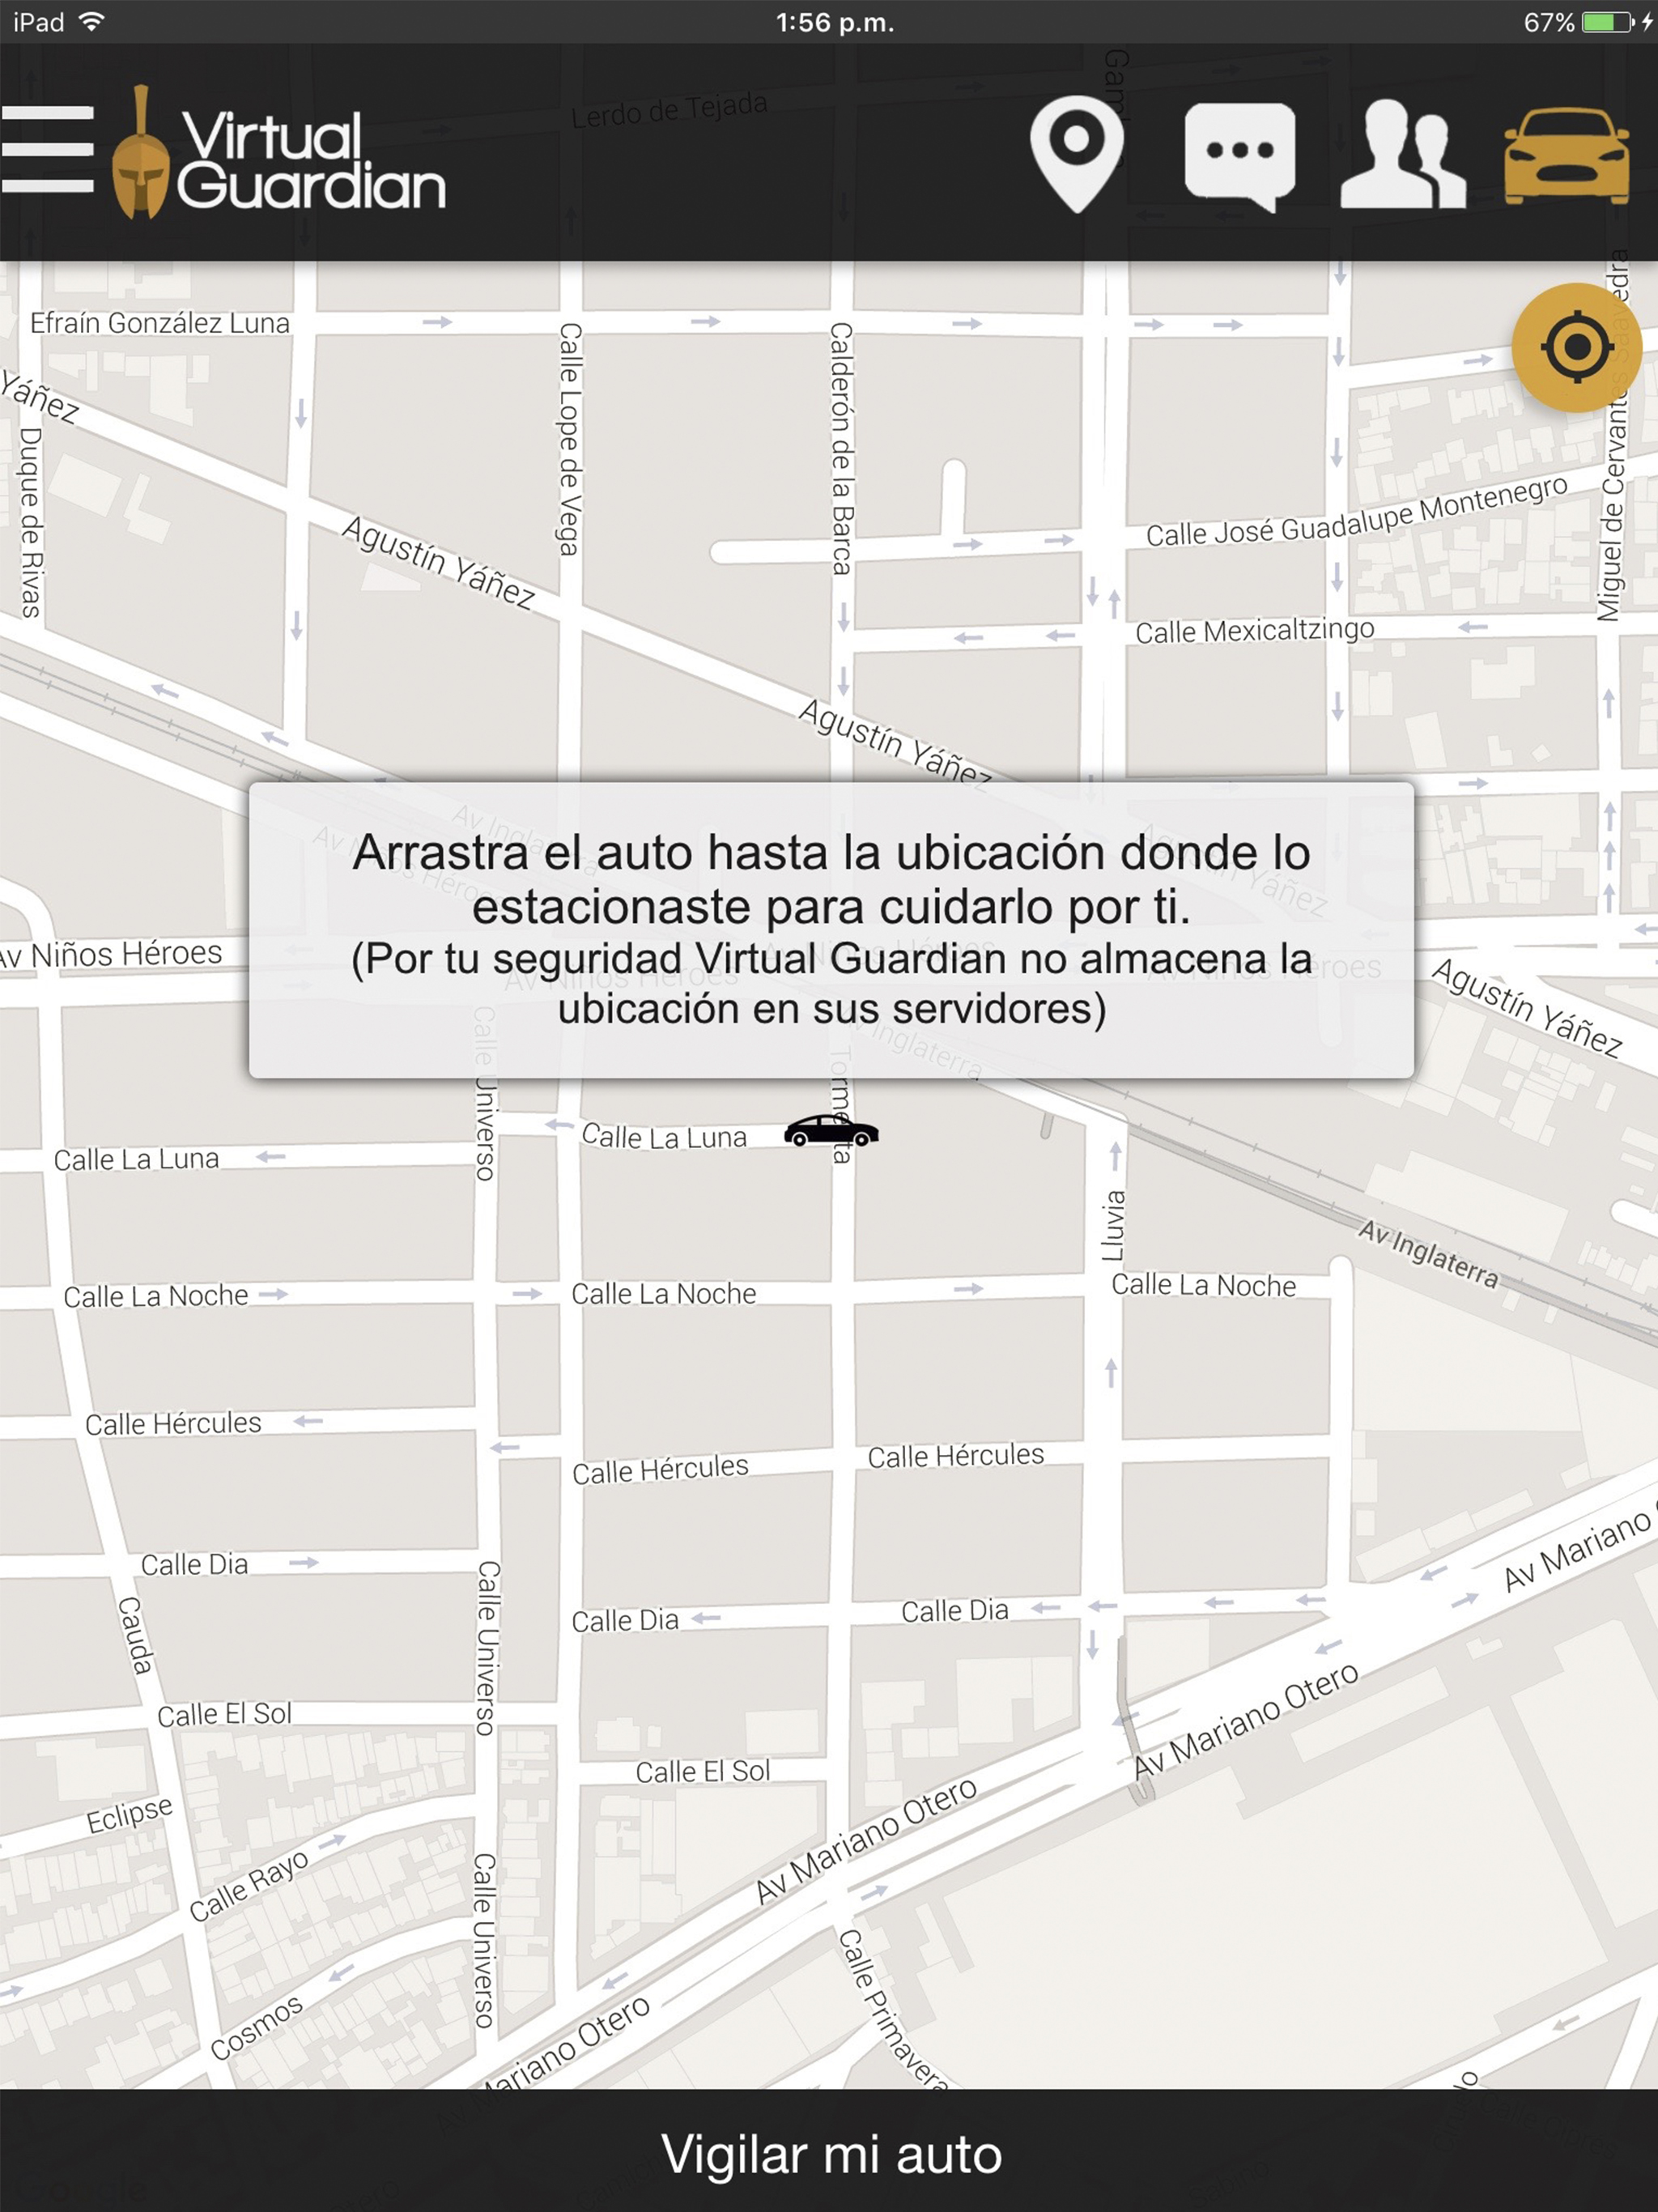 iPad
1:56 p.m.
67%
Lerdo de Tejada
Virtual
Guardian
Efraín González Luna
Yáñez
Duque de Rivas
Calle Lope de Vega
Calderón de la Barca
Agustín Yáñez
Calle José Guadalupe Montenegro
Miguel de Cervantes Saavedra
Calle Mexicaltzingo
Agustín Yáñez
Arrastra el auto hasta la ubicación donde lo
estacionaste para cuidarlo por ti.
(Por tu seguridad Virtual Guardian no almacena la
ubicación en sus servidores)
Av Niños Héroes
Agustín Yáñez
Calle Universo
Tormenta
Calle La Luna
Calle La Luna
Lluvia
Av Inglaterra
Calle La Noche
Calle La Noche
Calle La Noche
Calle Hércules
Calle Hércules
Calle Hércules
Av Mariano
Calle Dia
Calle Dia
Calle Dia
Cauda
Calle Universo
Calle El Sol
Av Mariano Otero
Calle El Sol
Eclipse
Av Mariano Otero
Calle Rayo
Calle Universo
Calle Primavera
Cosmos
Mariano Otero
Vigilar mi auto